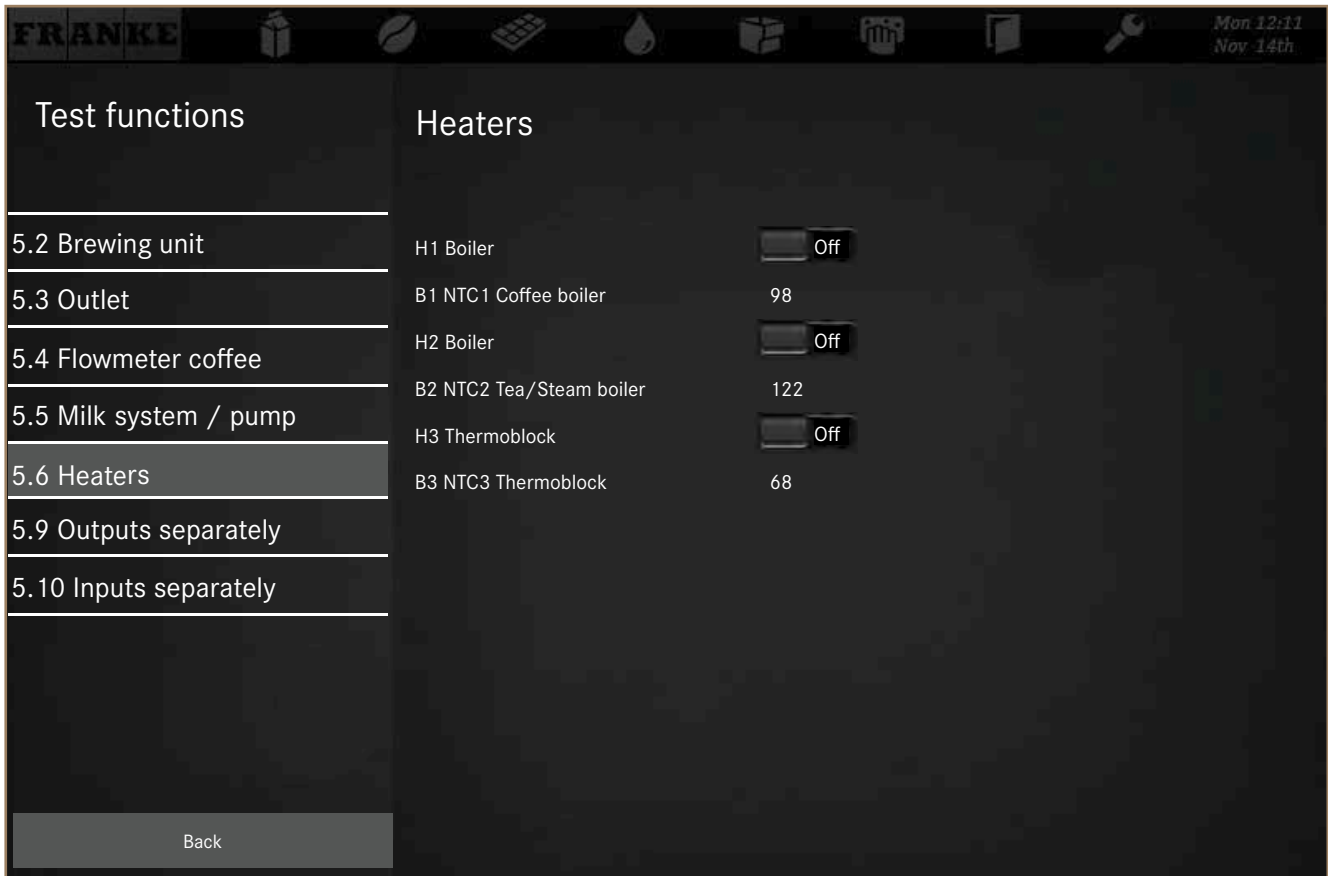 FRANKE
Mon 12:11
Nov 14th
Test functions
5.2 Brewing unit
5.3 Outlet
5.4 Flowmeter coffee
5.5 Milk system / pump
5.6 Heaters
5.9 Outputs separately
5.10 Inputs separately
Back
Heaters
H1 Boiler Off
B1 NTC1 Coffee boiler 98
H2 Boiler Off
B2 NTC2 Tea/Steam boiler 122
H3 Thermoblock Off
B3 NTC3 Thermoblock 68